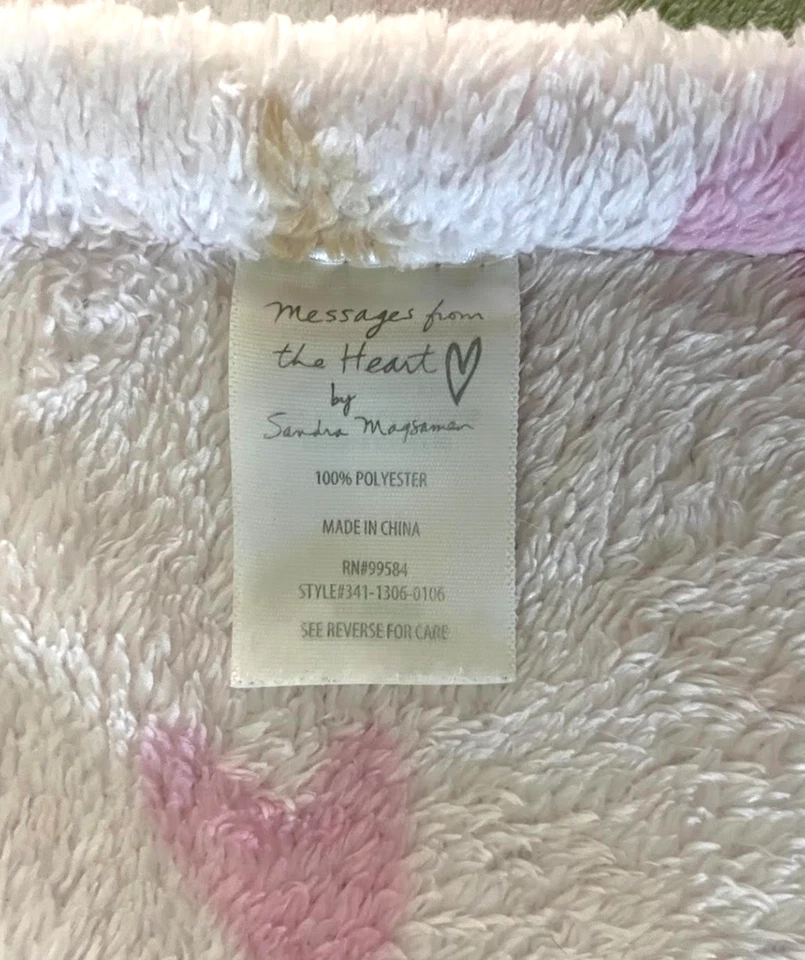 Messages from
the Heart
by
Sandra Magsamen
100% POLYESTER
MADE IN CHINA
RN#99584
STYLE#341-1306-0106
SEE REVERSE FOR CARE